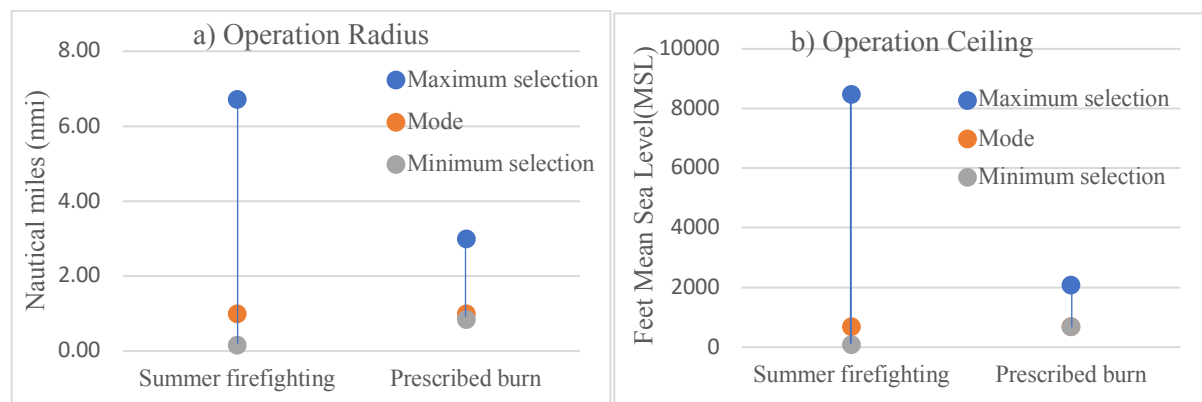 a) Operation Radius
Nautical miles (nmi)
8.00
6.00
4.00
2.00
0.00
Maximum selection
Mode
Minimum selection
Summer firefighting
Prescribed burn
b) Operation Ceiling
Feet Mean Sea Level(MSL)
10000
8000
6000
4000
2000
0
Maximum selection
Mode
Minimum selection
Summer firefighting
Prescribed burn